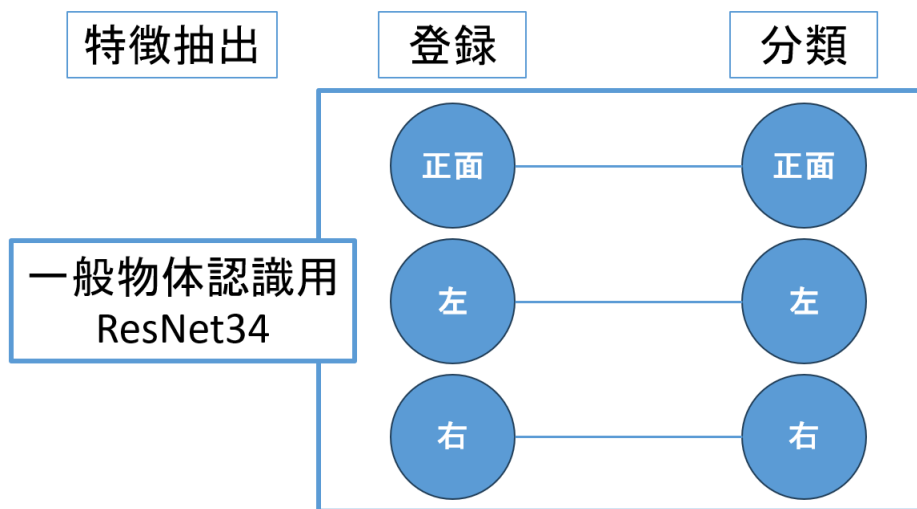 特徴抽出
登録
分類
正面
正面
一般物体認識用
ResNet34
左
左
右
右